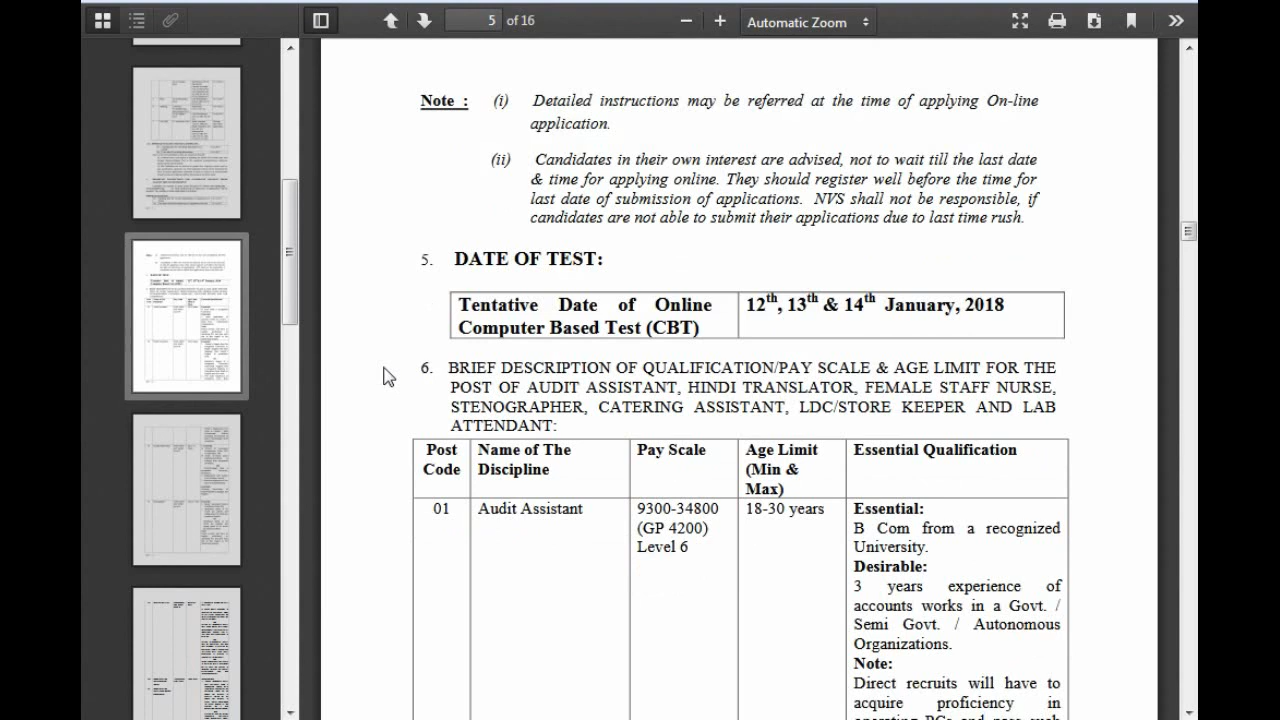 5 of 16
Automatic Zoom
Note : (i) Detailed instructions may be referred at the time of applying On-line
application.
(ii) Candidates in their own interest are advised, not to wait till the last date
& time for applying online. They should register well before the time for
last date of submission of applications. NVS shall not be responsible, if
candidates are not able to submit their applications due to last time rush.
5. DATE OF TEST:
Tentative Date of Online
Computer Based Test (CBT)
12th, 13th & 14th January, 2018
6. BRIEF DESCRIPTION OF QUALIFICATION/PAY SCALE & AGE LIMIT FOR THE
POST OF AUDIT ASSISTANT, HINDI TRANSLATOR, FEMALE STAFF NURSE,
STENOGRAPHER, CATERING ASSISTANT, LDC/STORE KEEPER AND LAB
ATTENDANT:
Post
Code
Name of The
Discipline
Pay Scale
Age Limit
(Min &
Max)
Essential Qualification
01
Audit Assistant
9300-34800
(GP 4200)
Level 6
18-30 years
Essential:
B Com from a recognized
University.
Desirable:
3 years experience of
accounts works in a Govt. /
Semi Govt. / Autonomous
Organizations.
Note:
Direct recruits will have to
acquire proficiency in